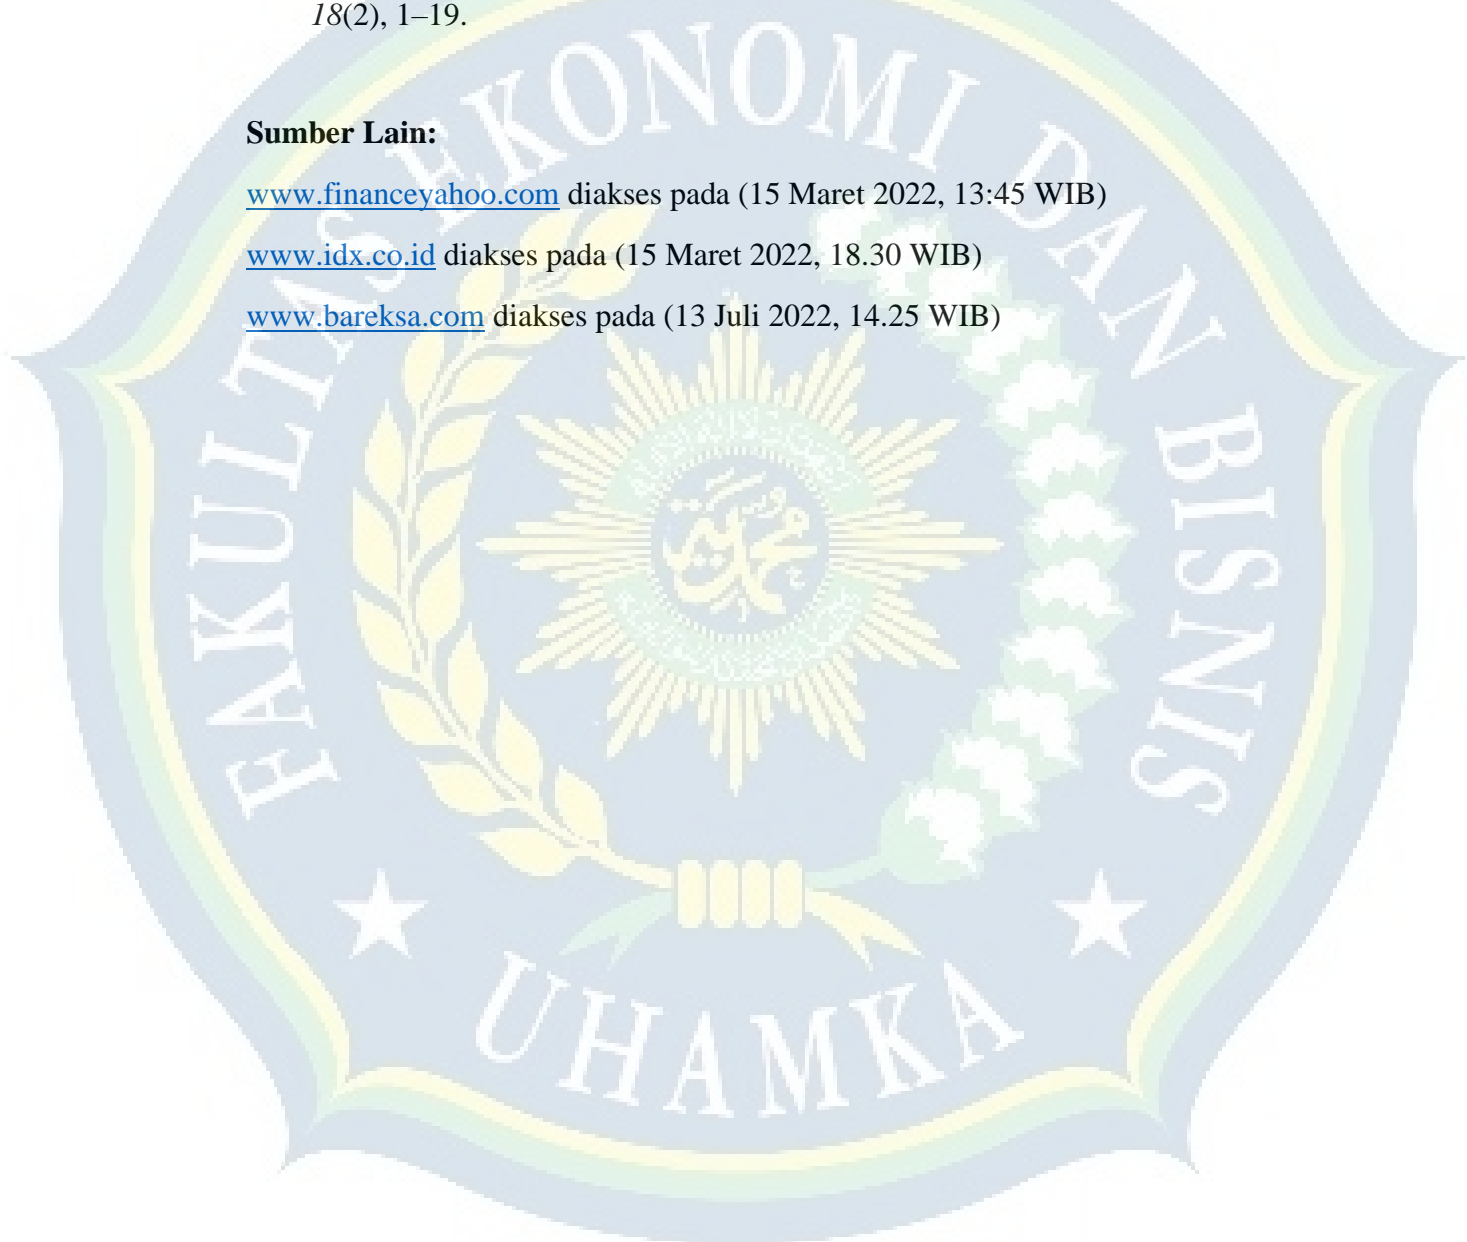 18(2), 1–19.
Sumber Lain:
www.financeyahoo.com diakses pada (15 Maret 2022, 13:45 WIB)
www.idx.co.id diakses pada (15 Maret 2022, 18.30 WIB)
www.bareksa.com diakses pada (13 Juli 2022, 14.25 WIB)
FAKULTAS EKONOMI DAN BISNIS
UHAMKA